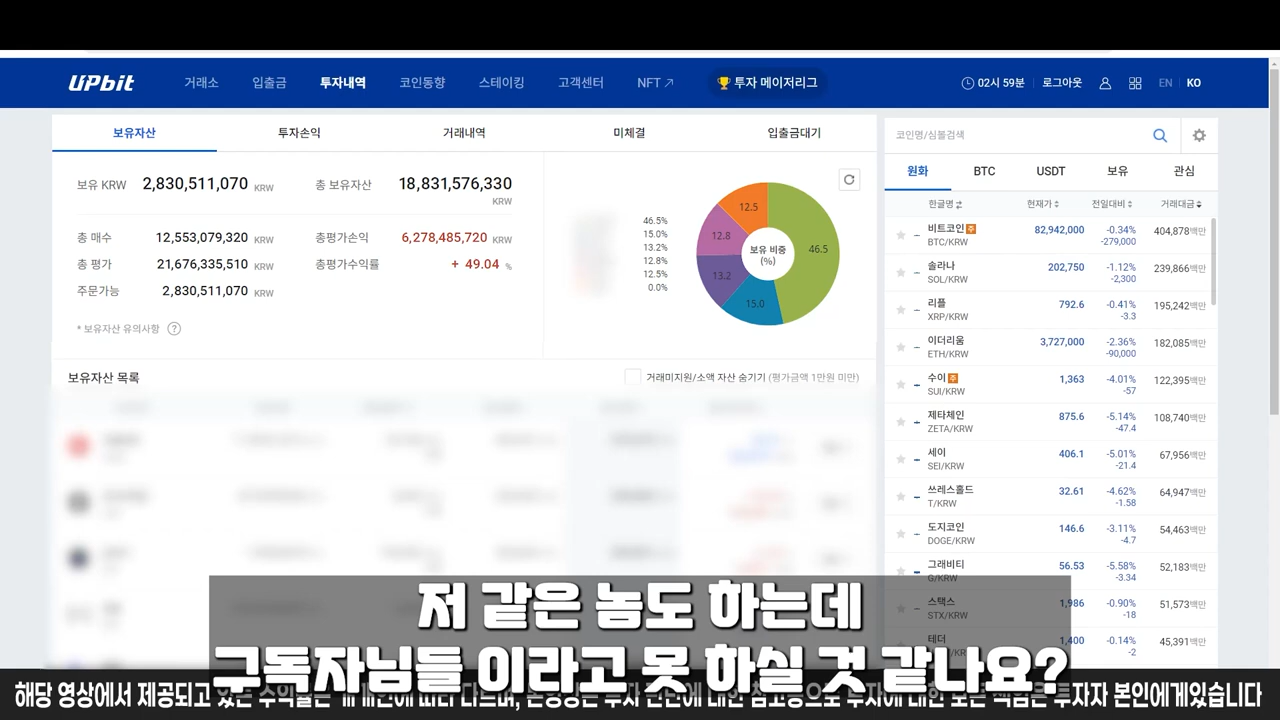 UPbit 거래소 입출금 투자내역 코인동향 스테이킹 고객센터 NFT↗ 투자 메이저리그 02시 59분 로그아웃 EN KO
보유자산 투자손익 거래내역 미체결 입출금대기
보유 KRW 2,830,511,070 KRW 총 보유자산 18,831,576,330 KRW
총 매수 12,553,079,320 KRW 총평가손익 6,278,485,720 KRW
총 평가 21,676,335,510 KRW 총평가수익률 + 49.04 %
주문가능 2,830,511,070 KRW
* 보유자산 유의사항 ?
46.5%
15.0%
13.2%
12.8%
12.5%
0.0%
보유 비중 (%)
12.5
46.5
12.8
13.2
15.0
보유자산 목록 거래미지원/소액 자산 숨기기 (평가금액 1만원 미만)
코인명/심볼검색
원화 BTC USDT 보유 관심
한글명 현재가 전일대비 거래대금
비트코인 주 82,942,000 -0.34% 404,878백만
BTC/KRW -279,000
솔라나 202,750 -1.12% 239,866백만
SOL/KRW -2,300
리플 792.6 -0.41% 195,242백만
XRP/KRW -3.3
이더리움 3,727,000 -2.36% 182,085백만
ETH/KRW -90,000
수이 주 1,363 -4.01% 122,395백만
SUI/KRW -57
제타체인 875.6 -5.14% 108,740백만
ZETA/KRW -47.4
세이 406.1 -5.01% 67,956백만
SEI/KRW -21.4
쓰레스홀드 32.61 -4.62% 64,947백만
T/KRW -1.58
도지코인 146.6 -3.11% 54,463백만
DOGE/KRW -4.7
그래비티 56.53 -5.58% 52,183백만
G/KRW -3.34
스택스 1,986 -0.90% 51,573백만
STX/KRW -18
테더 1,400 -0.14% 45,391백만
-2
저 같은 놈도 하는데
구독자님들 이라고 못 하실 것 같나요?
해당 영상에서 제공되고 있는 수익률은 투자자 본인에게있습니다